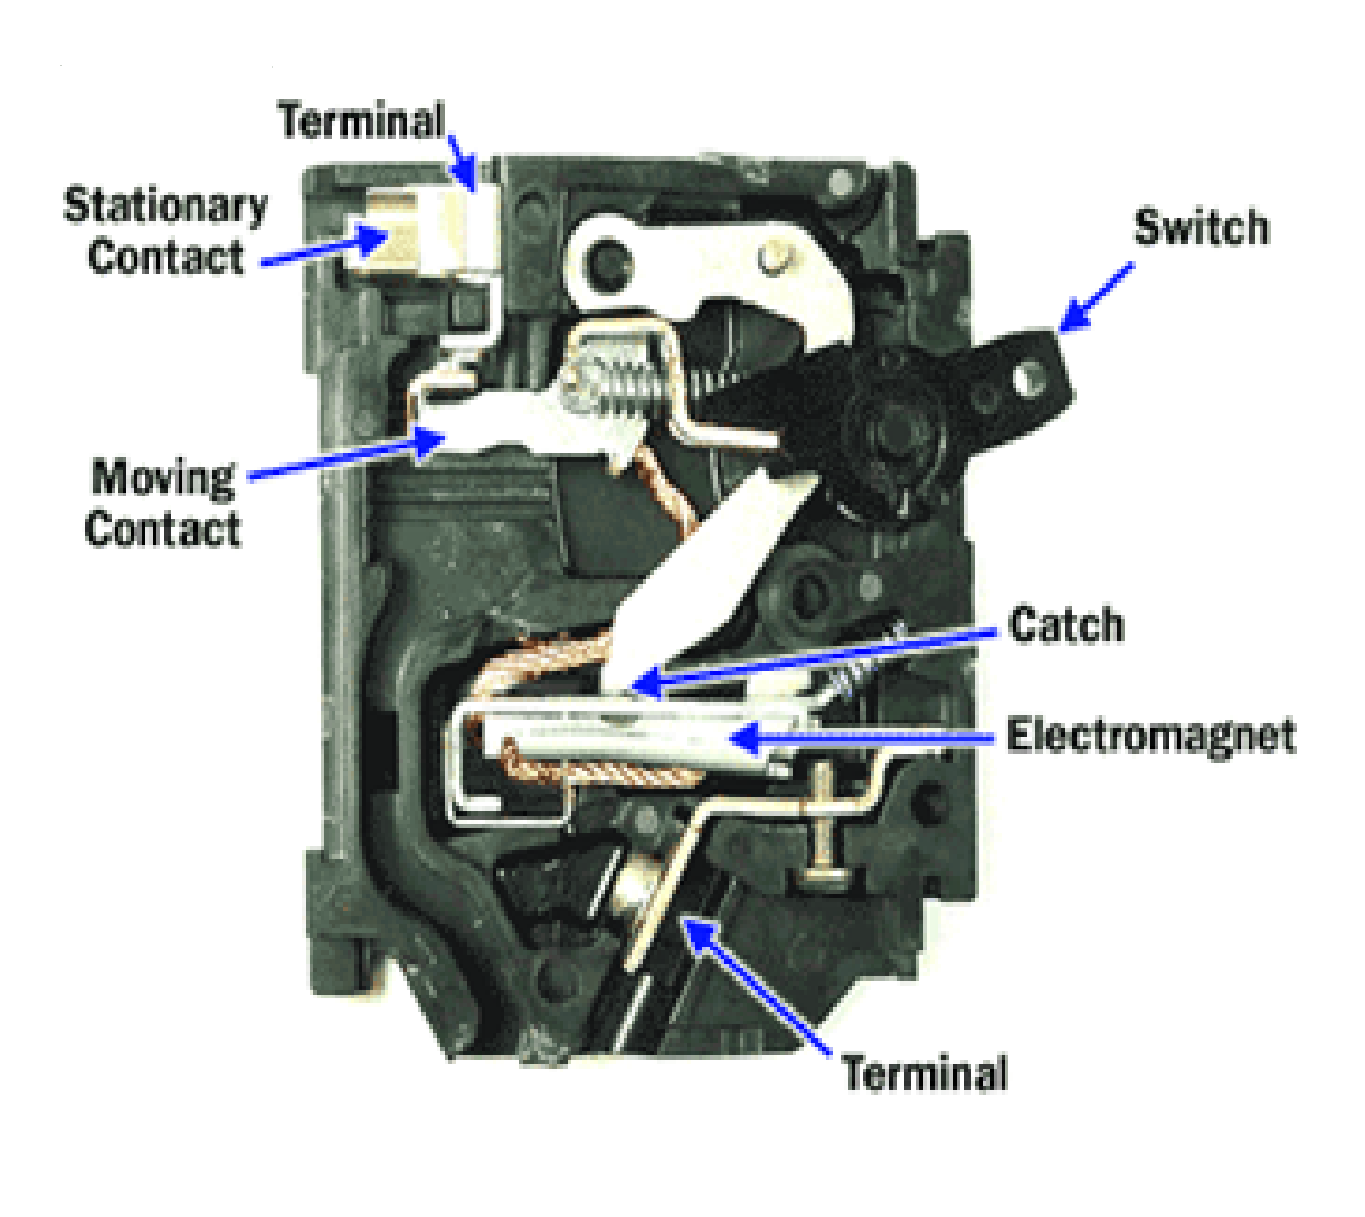 Terminal
Stationary
Contact
Switch
Moving
Contact
Catch
Electromagnet
Terminal